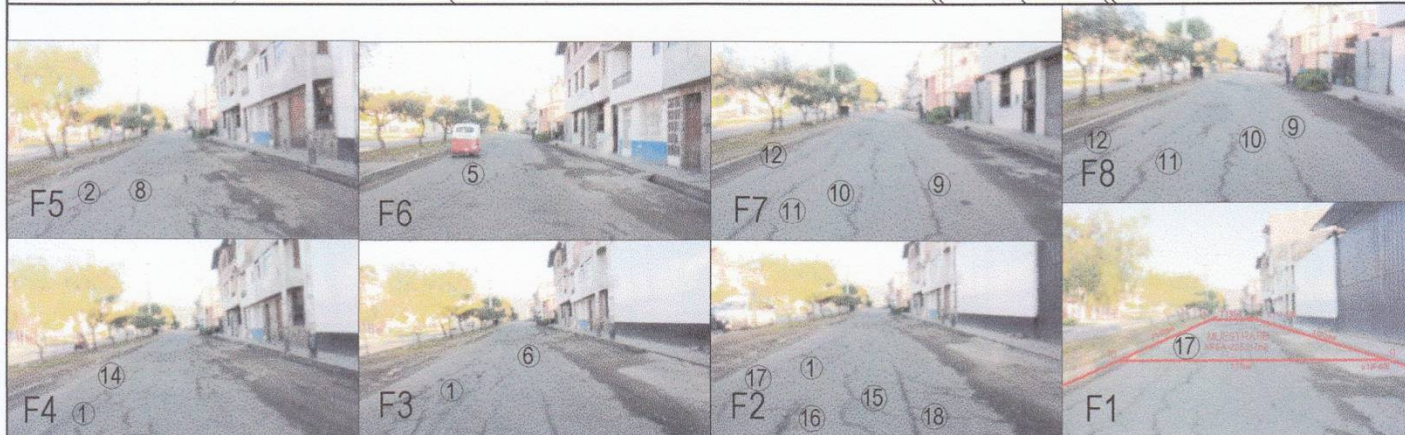 ② ⑧
F5
⑤
F6
⑫ ⑩ ⑨
F7 ⑪
⑨
⑫ ⑩
⑪
F8
⑭
F4 ①
⑥
①
F3
①
⑰ ⑮
F2 ⑯ ⑱
⑰
MUESTRA
F1